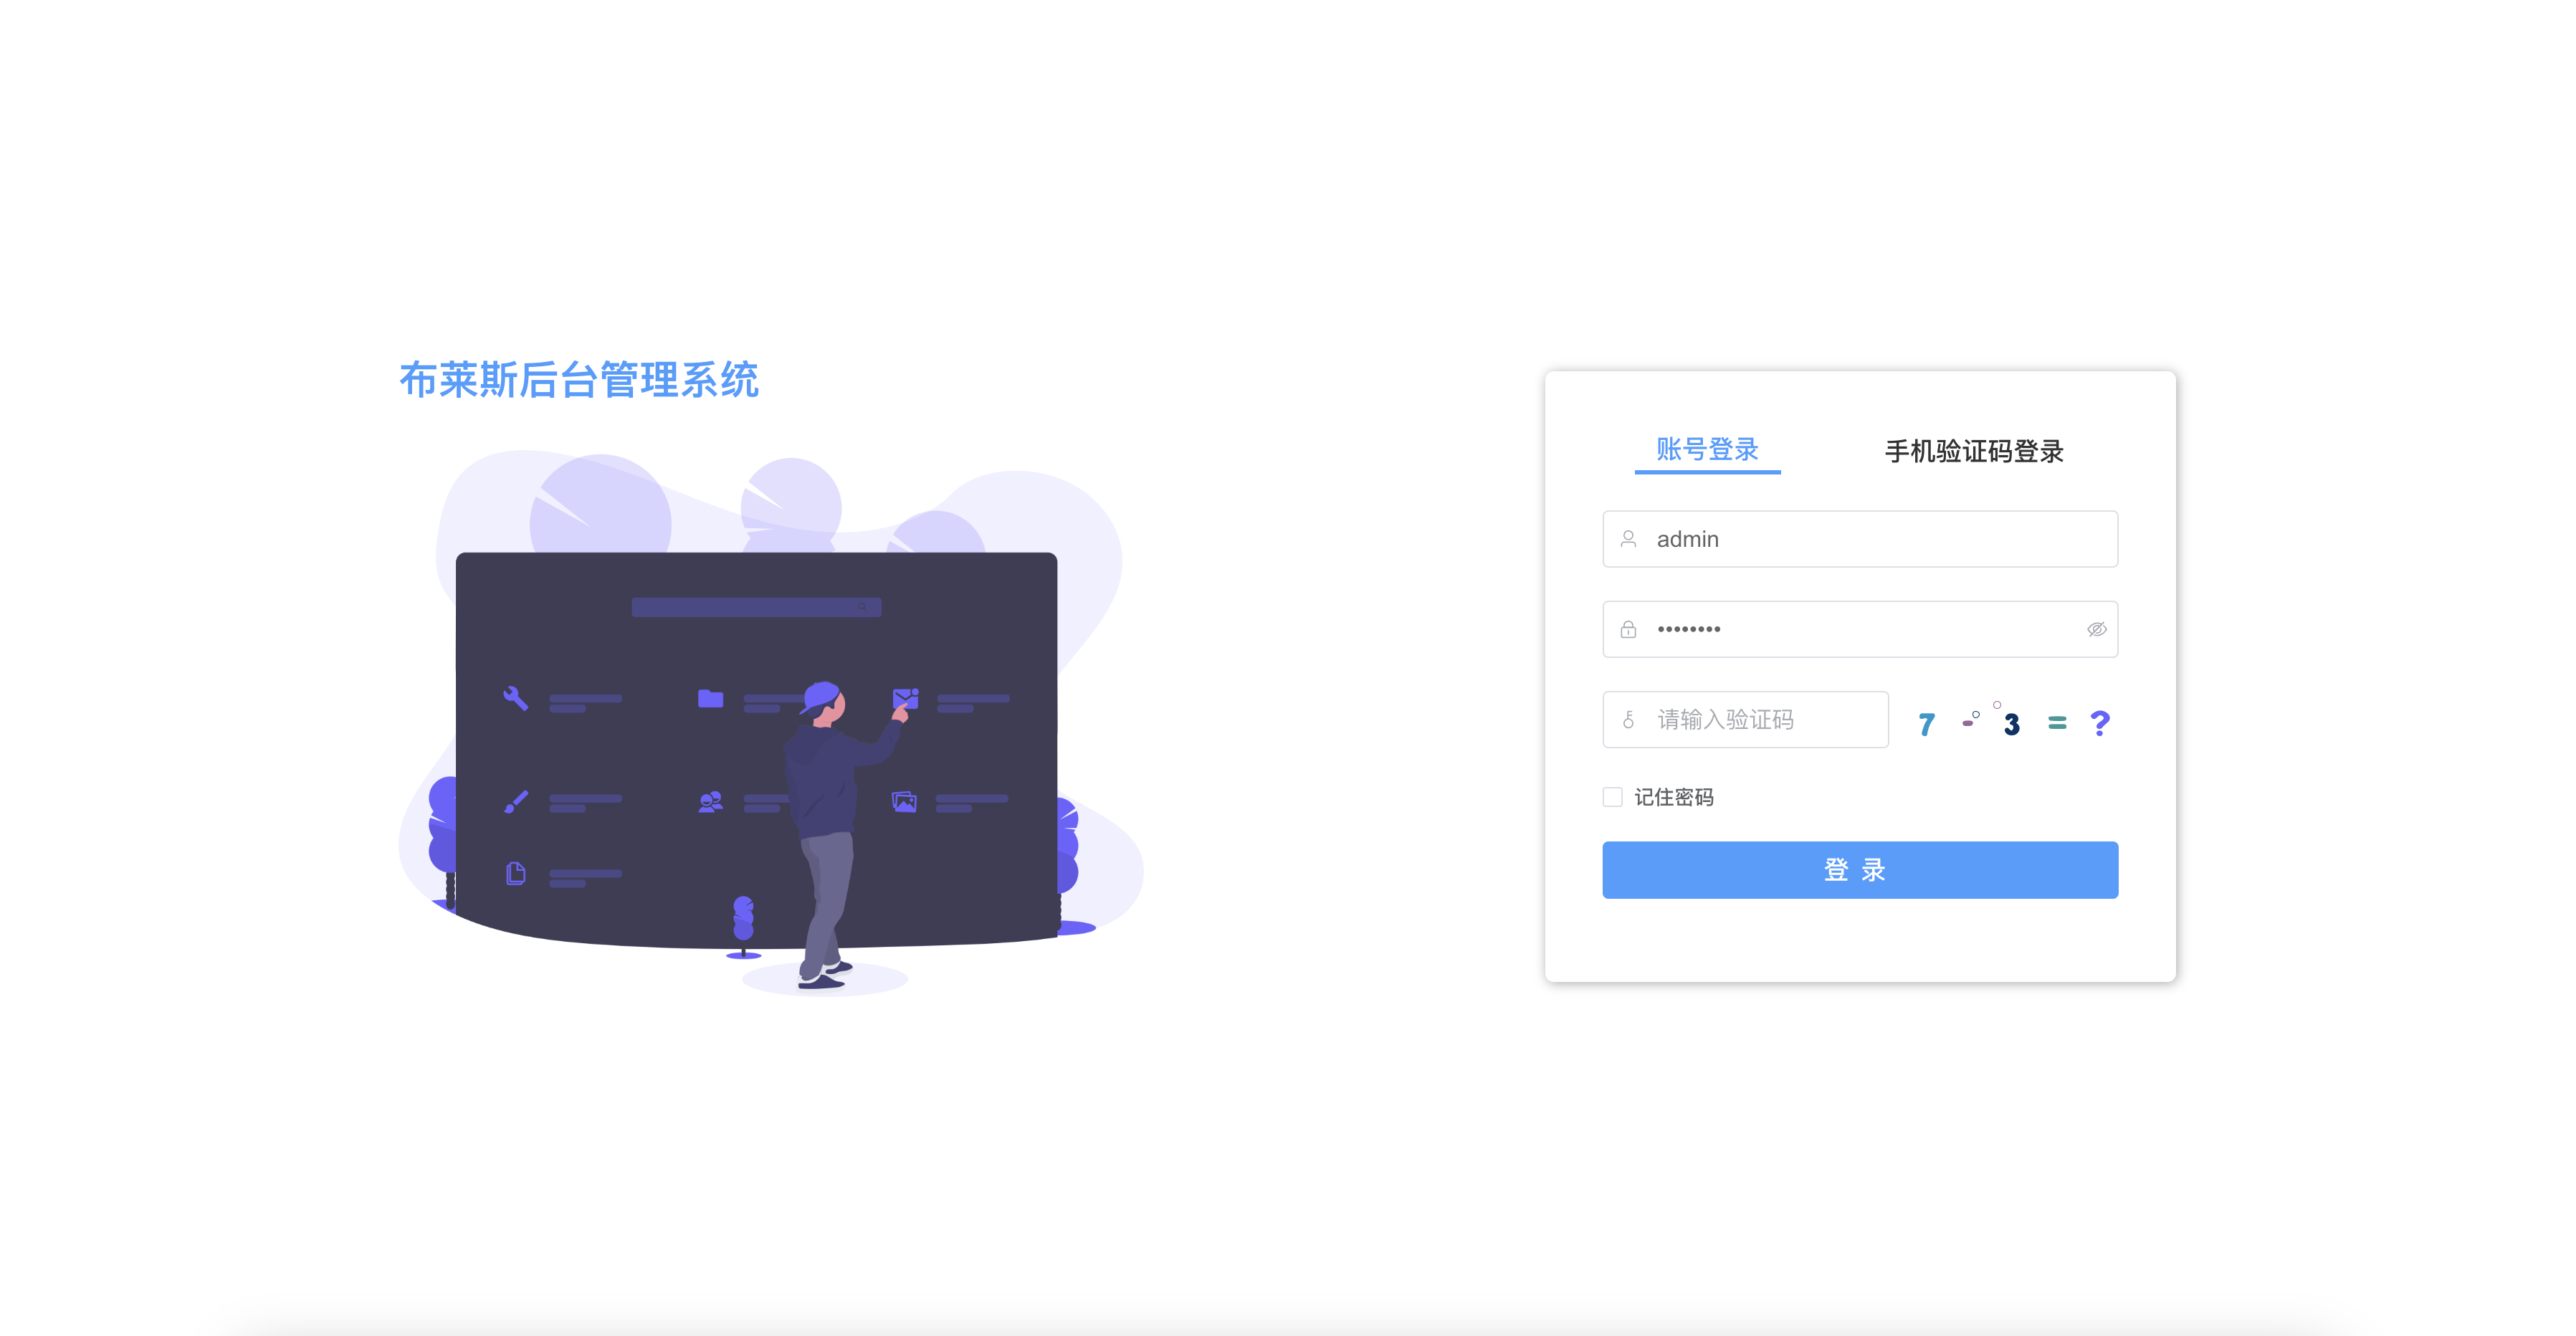 布莱斯后台管理系统
账号登录 手机验证码登录
admin
••••••••
请输入验证码 7 - 3 = ?
记住密码
登 录